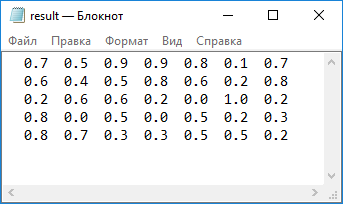 result — Блокнот
Файл Правка Формат Вид Справка
0.7 0.5 0.9 0.9 0.8 0.1 0.7
0.6 0.4 0.5 0.8 0.6 0.2 0.8
0.2 0.6 0.6 0.2 0.0 1.0 0.2
0.8 0.0 0.5 0.0 0.5 0.2 0.3
0.8 0.7 0.3 0.3 0.5 0.5 0.2